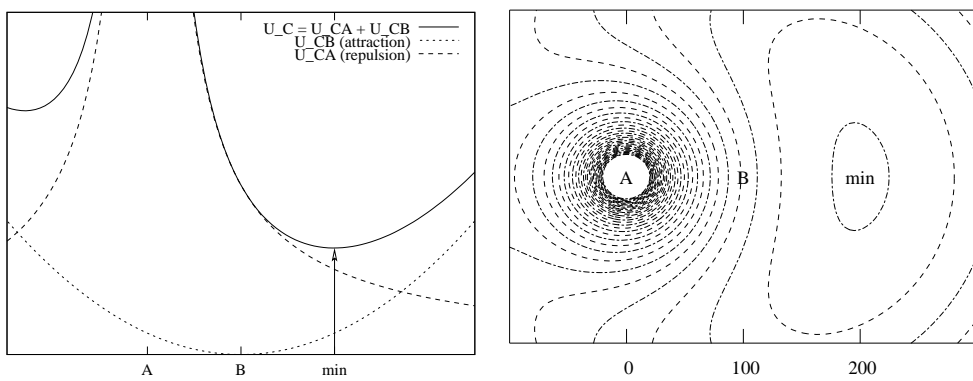 U_C = U_CA + U_CB
U_CB (attraction)
U_CA (repulsion)
A B min
A B min
0 100 200